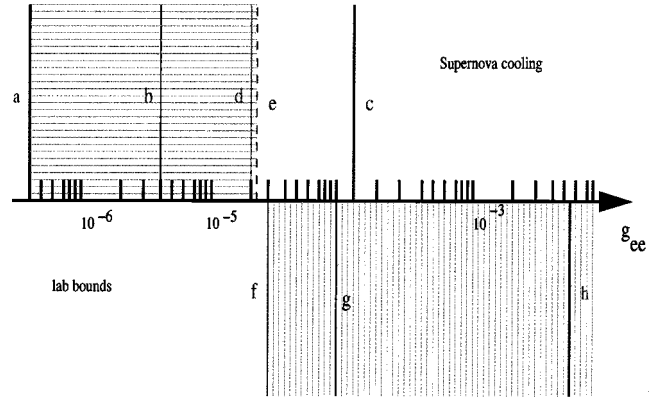 Supernova cooling
a b d e c
10^-6 10^-5 10^-3
g_ee
lab bounds
f g h